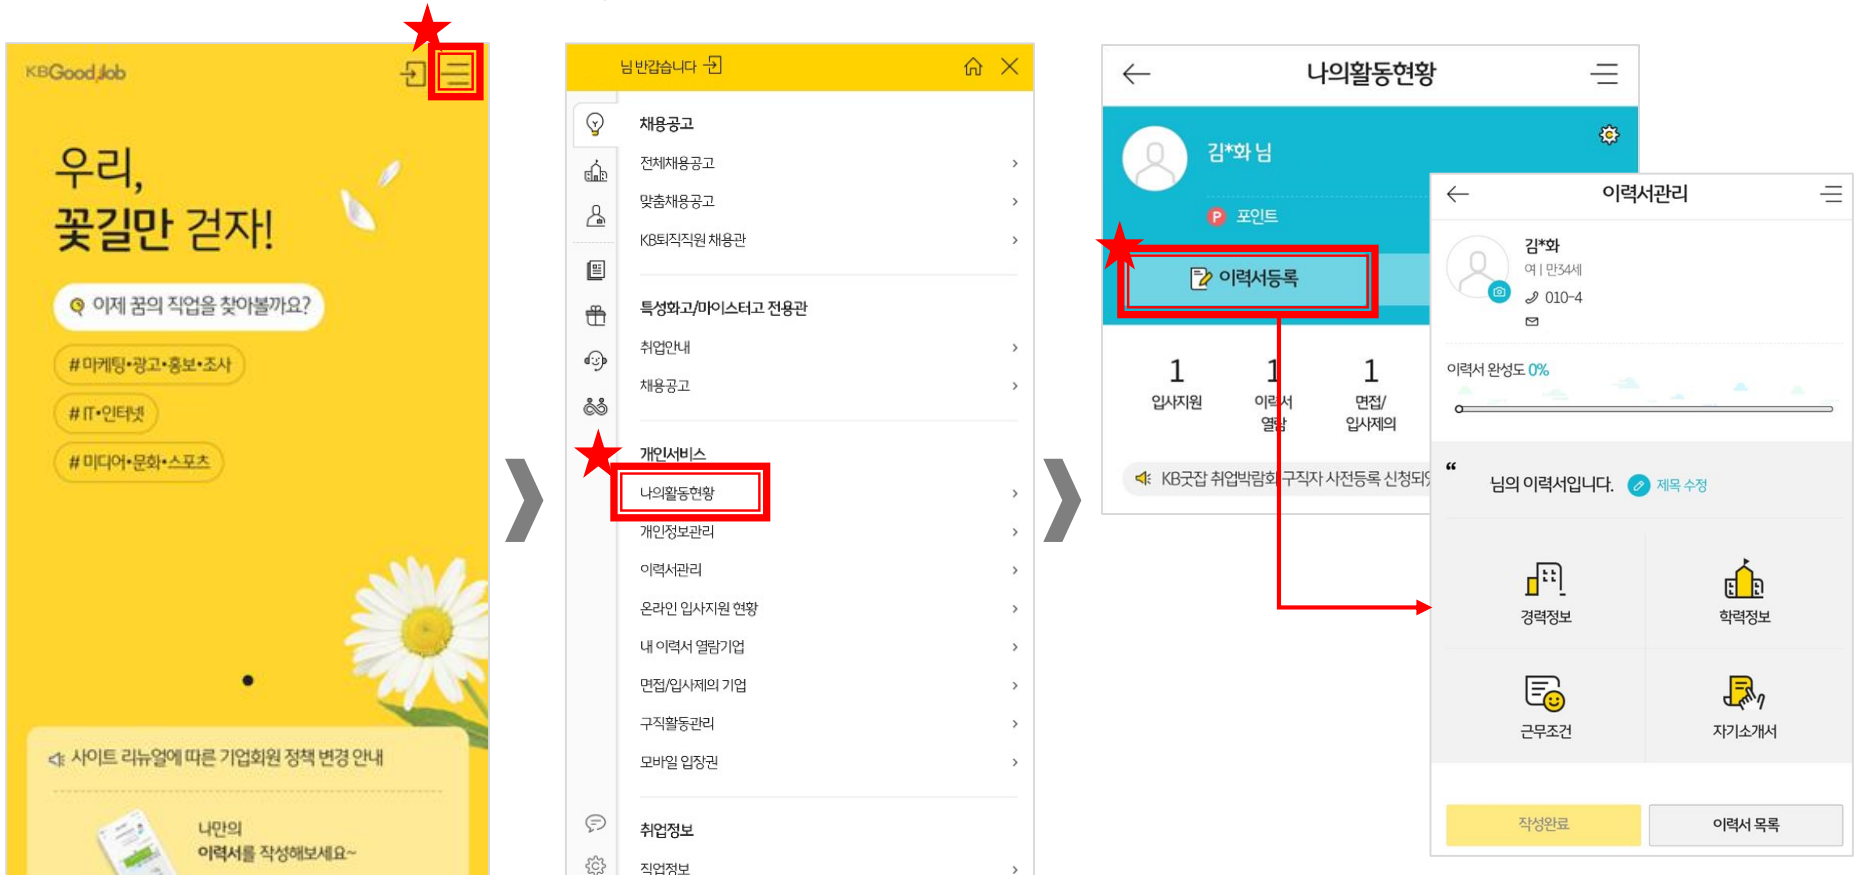 KBGoodJob
우리,
꽃길만 걷자!
이제 꿈의 직업을 찾아볼까요?
#마케팅•광고•홍보•조사
#IT•인터넷
#미디어•문화•스포츠
사이트 리뉴얼에 따른 기업회원 정책 변경 안내
나만의
이력서를 작성해보세요~
님 반갑습니다
채용공고
전체채용공고
맞춤채용공고
KB퇴직직원 채용관
특성화고/마이스터고 전용관
취업안내
채용공고
개인서비스
나의활동현황
개인정보관리
이력서관리
온라인 입사지원 현황
내 이력서 열람기업
면접/입사제의 기업
구직활동관리
모바일 입장권
취업정보
직업정보
나의활동현황
김*화 님
P 포인트
이력서등록
1 1 1
입사지원 이력서 면접/
열람 입사제의
KB굿잡 취업박람회 구직자 사전등록 신청되었
이력서관리
김*화
여 | 만34세
010-4
이력서 완성도 0%
“
님의 이력서입니다. 제목 수정
경력정보 학력정보
근무조건 자기소개서
작성완료 이력서 목록